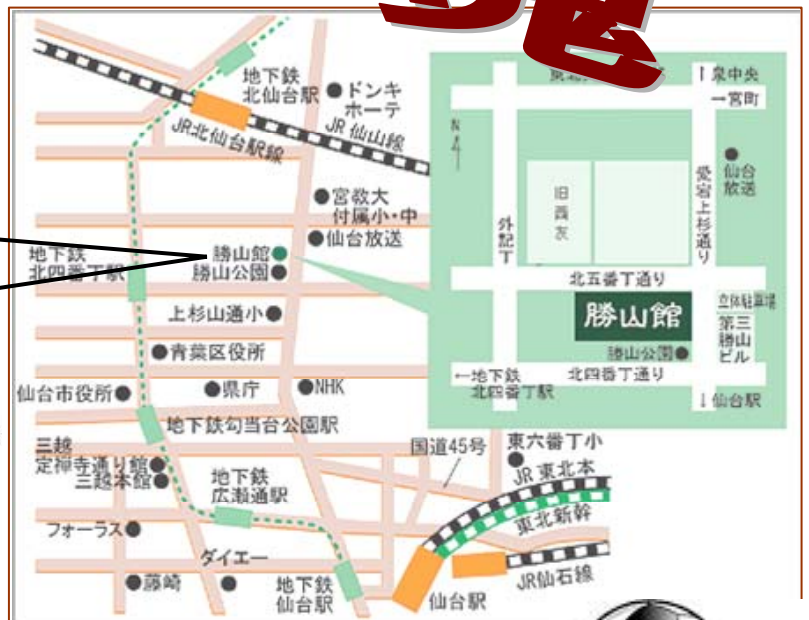 地下鉄
北仙台駅
ドンキ
ホーテ
JR北仙台駅線
JR 仙山線
宮教大
付属小・中
仙台放送
地下鉄
北四番丁駅
勝山館
勝山公園
上杉山通小
青葉区役所
仙台市役所
県庁
NHK
地下鉄勾当台公園駅
三越
定禅寺通り館
三越本館
地下鉄
広瀬通駅
国道45号
東六番丁小
JR 東北本
東北新幹
フォーラス
ダイエー
藤崎
地下鉄
仙台駅
仙台駅
JR仙石線
↑泉中央
→宮町
N
仙台
放送
愛宕上杉通り
旧西友
外記丁
北五番丁通り
勝山館
立体駐車場
第三
勝山
ビル
勝山公園
←地下鉄
北四番丁駅
北四番丁通り
↓仙台駅